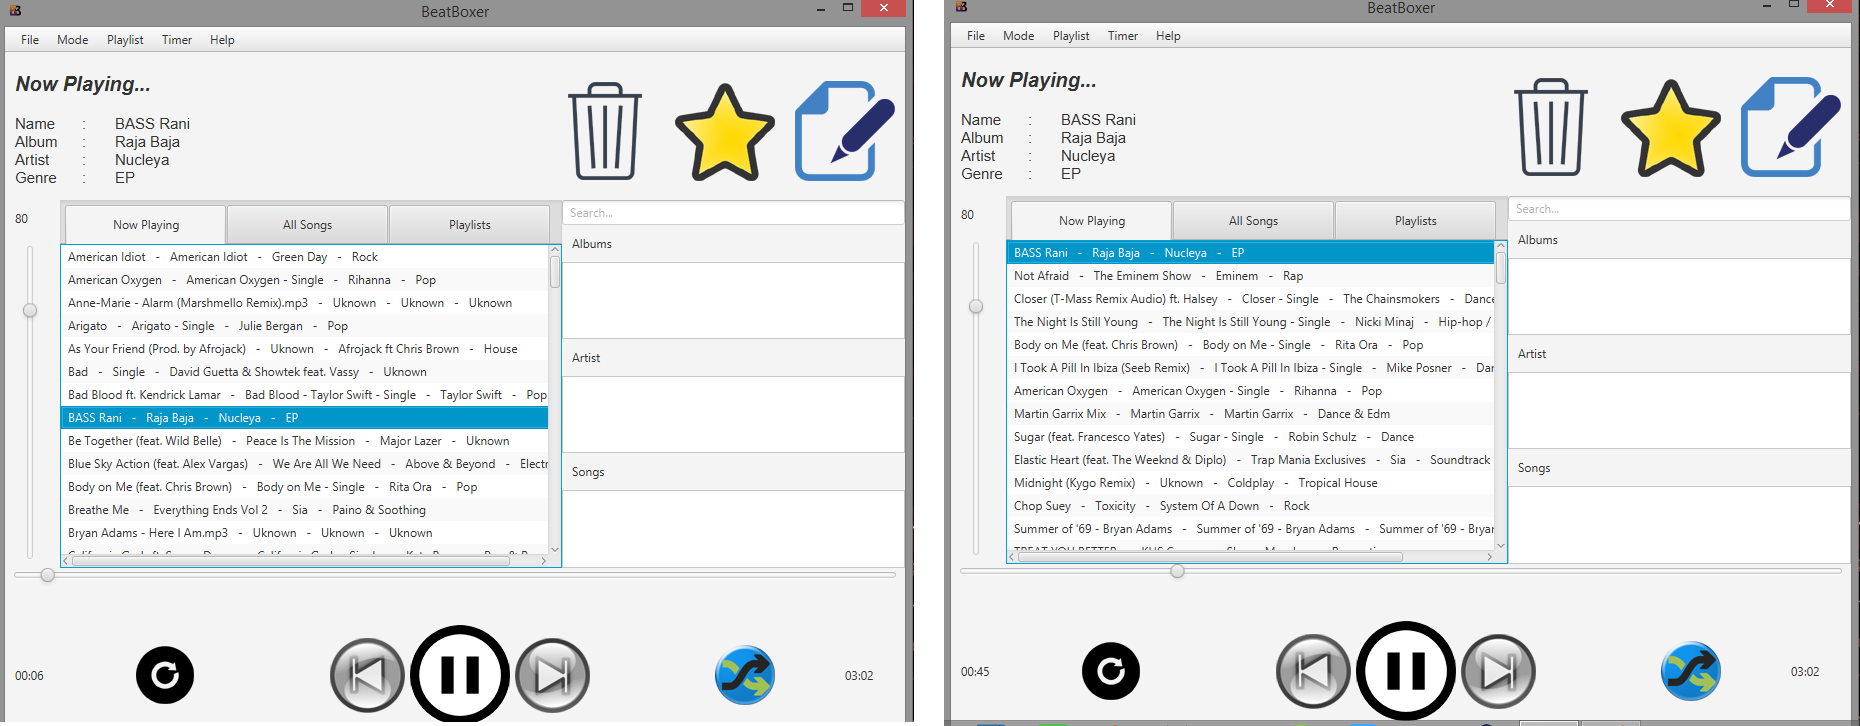 BeatBoxer
File Mode Playlist Timer Help
Now Playing...
Name : BASS Rani
Album : Raja Baja
Artist : Nucleya
Genre : EP
80
Now Playing All Songs Playlists
Search...
American Idiot - American Idiot - Green Day - Rock
American Oxygen - American Oxygen - Single - Rihanna - Pop
Anne-Marie - Alarm (Marshmello Remix).mp3 - Uknown - Uknown - Uknown
Arigato - Arigato - Single - Julie Bergan - Pop
As Your Friend (Prod. by Afrojack) - Uknown - Afrojack ft Chris Brown - House
Bad - Single - David Guetta & Showtek feat. Vassy - Uknown
Bad Blood ft. Kendrick Lamar - Bad Blood - Taylor Swift - Single - Taylor Swift - Pop
BASS Rani - Raja Baja - Nucleya - EP
Be Together (feat. Wild Belle) - Peace Is The Mission - Major Lazer - Uknown
Blue Sky Action (feat. Alex Vargas) - We Are All We Need - Above & Beyond - Electr
Body on Me (feat. Chris Brown) - Body on Me - Single - Rita Ora - Pop
Breathe Me - Everything Ends Vol 2 - Sia - Paino & Soothing
Bryan Adams - Here I Am.mp3 - Uknown - Uknown - Uknown
Albums
Artist
Songs
00:06
03:02
BeatBoxer
File Mode Playlist Timer Help
Now Playing...
Name : BASS Rani
Album : Raja Baja
Artist : Nucleya
Genre : EP
80
Now Playing All Songs Playlists
Search...
BASS Rani - Raja Baja - Nucleya - EP
Not Afraid - The Eminem Show - Eminem - Rap
Closer (T-Mass Remix Audio) ft. Halsey - Closer - Single - The Chainsmokers - Dance
The Night Is Still Young - The Night Is Still Young - Single - Nicki Minaj - Hip-hop /
Body on Me (feat. Chris Brown) - Body on Me - Single - Rita Ora - Pop
I Took A Pill In Ibiza (Seeb Remix) - I Took A Pill In Ibiza - Single - Mike Posner - Dar
American Oxygen - American Oxygen - Single - Rihanna - Pop
Martin Garrix Mix - Martin Garrix - Martin Garrix - Dance & Edm
Sugar (feat. Francesco Yates) - Sugar - Single - Robin Schulz - Dance
Elastic Heart (feat. The Weeknd & Diplo) - Trap Mania Exclusives - Sia - Soundtrack
Midnight (Kygo Remix) - Uknown - Coldplay - Tropical House
Chop Suey - Toxicity - System Of A Down - Rock
Summer of '69 - Bryan Adams - Summer of '69 - Bryan Adams - Summer of '69 - Bryar
Albums
Artist
Songs
00:45
03:02